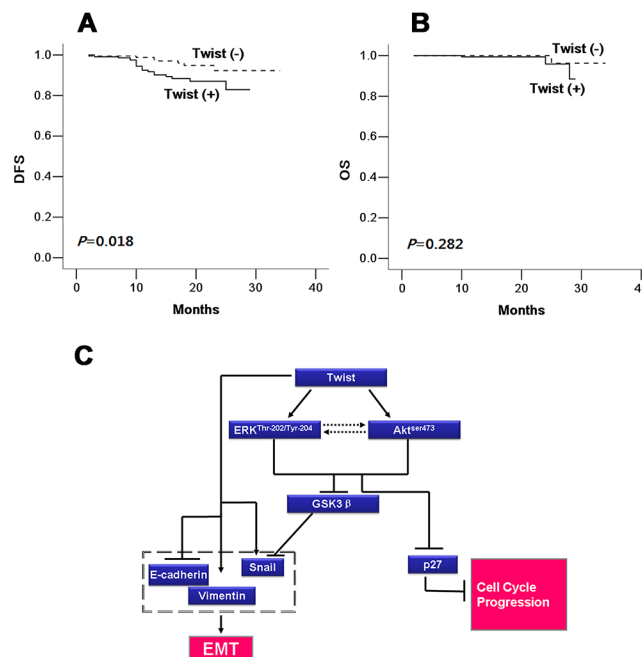 A
B
1.0
Twist (-)
0.8
Twist (+)
0.6
0.4
0.2
0.0
DFS
P=0.018
0
10
20
30
40
Months
1.0
Twist (-)
0.8
Twist (+)
0.6
0.4
0.2
0.0
OS
P=0.282
0
10
20
30
4
Months
C
Twist
ERKThr-202/Tyr-204
Aktser473
GSK3 β
E-cadherin
Snail
Vimentin
p27
Cell Cycle
Progression
EMT